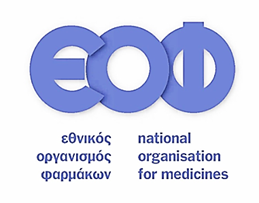 ΕΟΦ
εθνικός
οργανισμός
φαρμάκων
national
organisation
for medicines